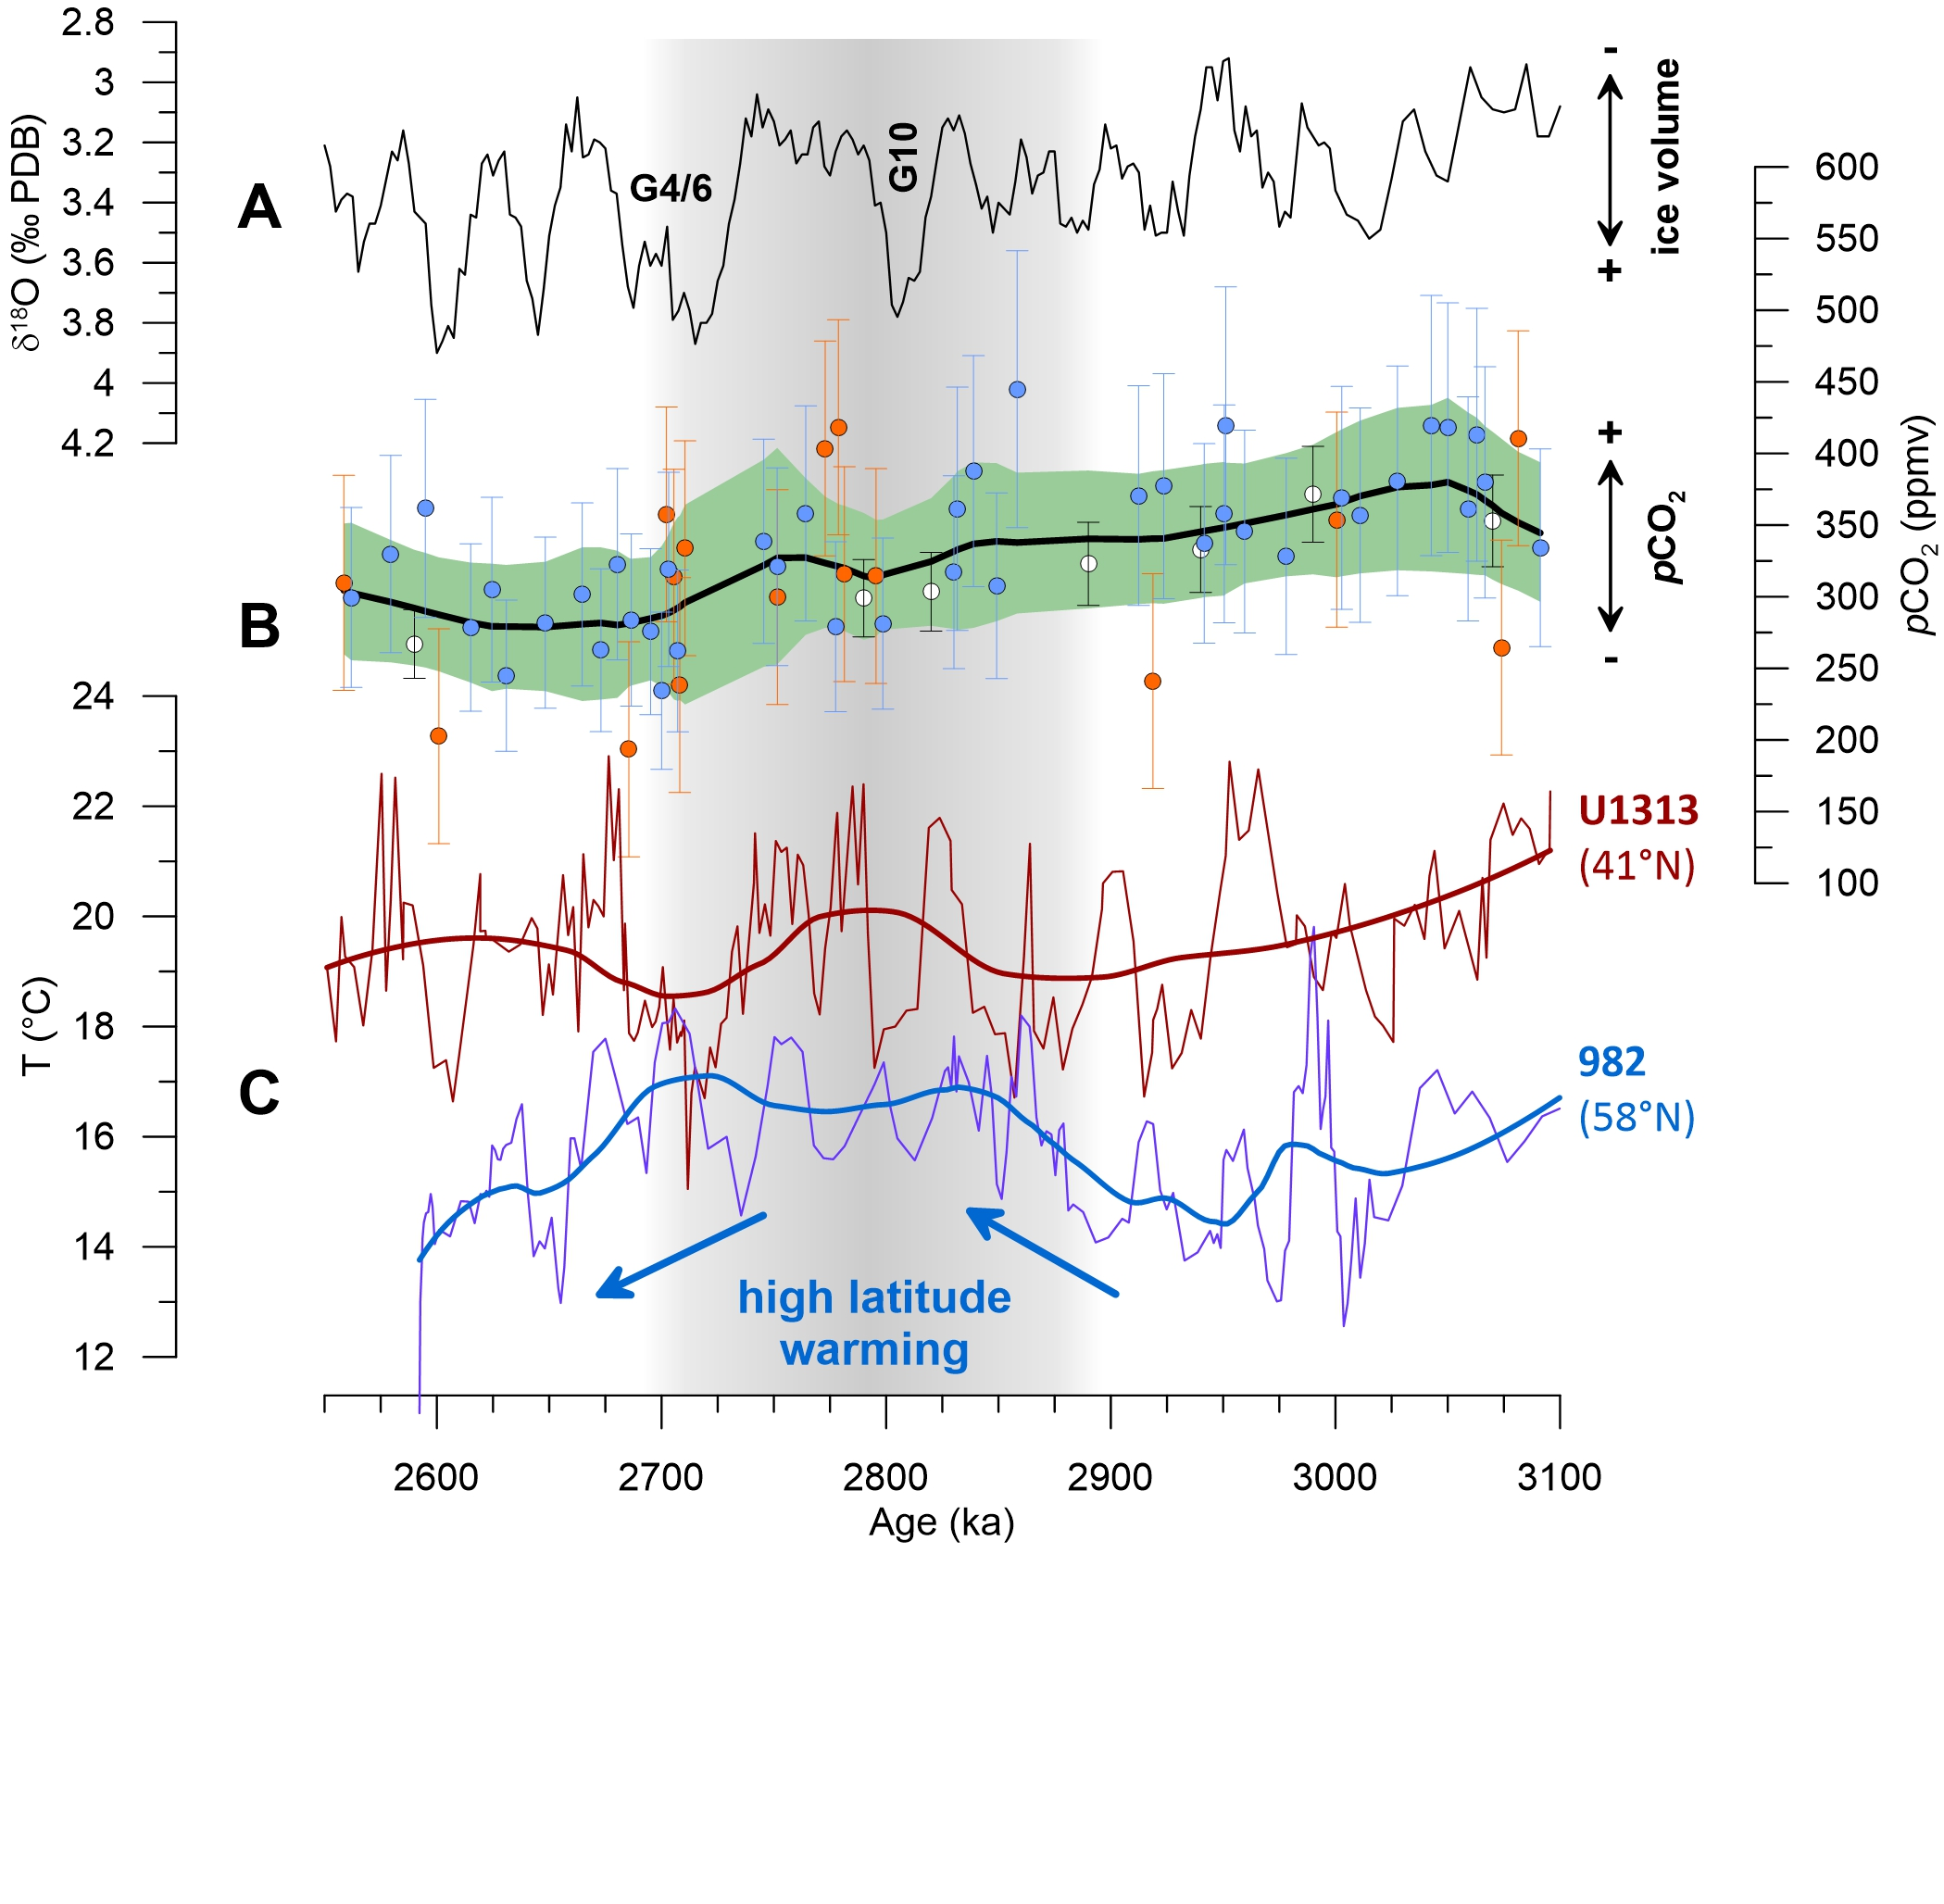 2.8
3
3.2
3.4
3.6
3.8
4
4.2
δ18O (‰ PDB)
A
G4/6
G10
-
ice volume
+
600
550
500
450
400
350
300
250
200
150
100
pCO2 (ppmv)
+
pCO2
-
B
24
22
20
18
16
14
12
T (°C)
C
U1313
(41°N)
982
(58°N)
high latitude
warming
2600
2700
2800
2900
3000
3100
Age (ka)